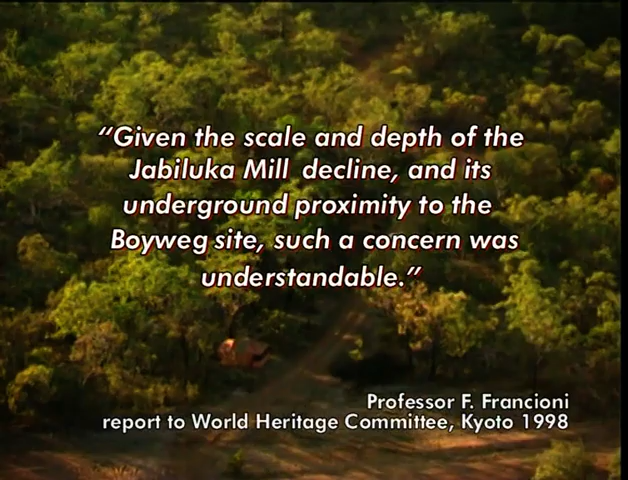 “Given the scale and depth of the
Jabiluka Mill decline, and its
underground proximity to the
Boyweg site, such a concern was
understandable.”
Professor F. Francioni
report to World Heritage Committee, Kyoto 1998